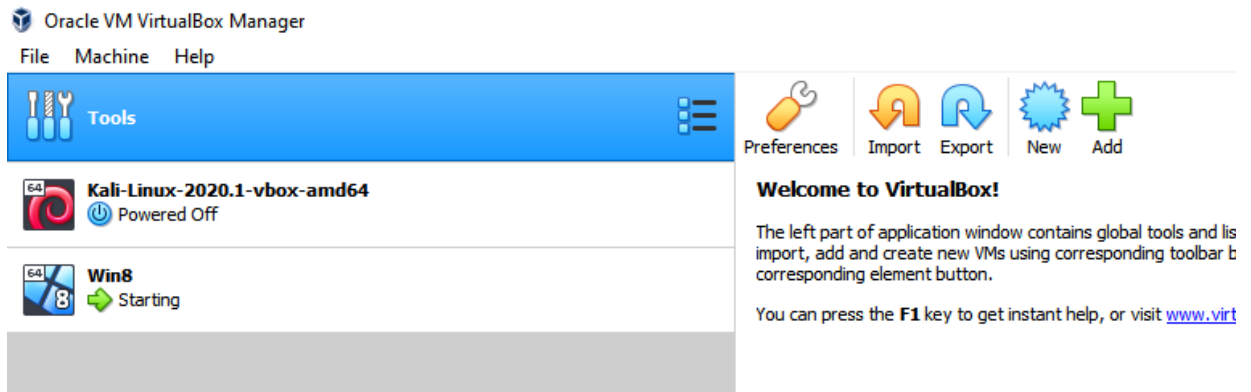 Oracle VM VirtualBox Manager
File Machine Help
Tools
Preferences Import Export New Add
64
Kali-Linux-2020.1-vbox-amd64
Powered Off
64
8
Win8
Starting
Welcome to VirtualBox!
The left part of application window contains global tools and lis
import, add and create new VMs using corresponding toolbar b
corresponding element button.
You can press the F1 key to get instant help, or visit www.virt